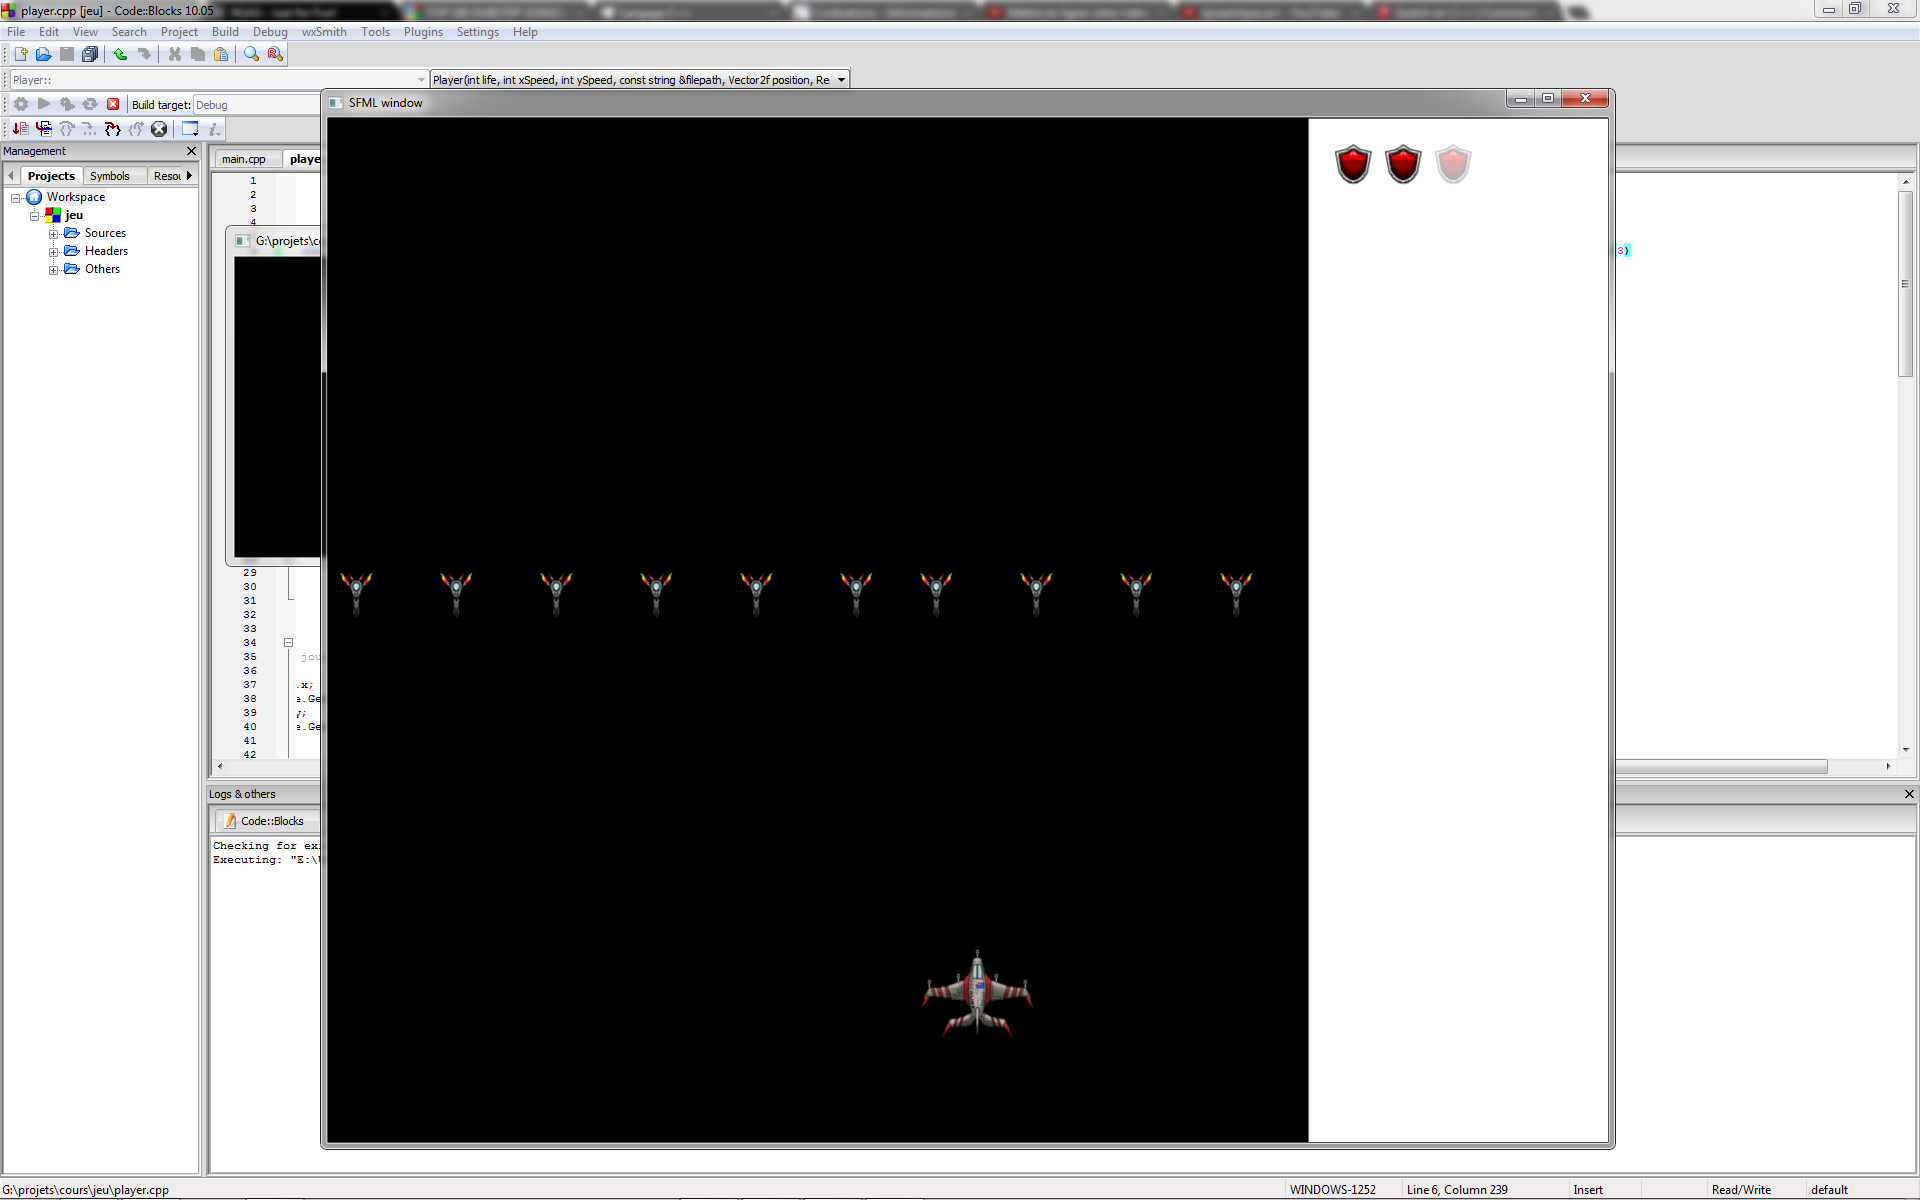 player.cpp [jeu] - Code::Blocks 10.05
File Edit View Search Project Build Debug wxSmith Tools Plugins Settings Help
Player:: Player(int life, int xSpeed, int ySpeed, const string &filepath, Vector2f position, Re
Build target: Debug
SFML window
Management
main.cpp playe
Projects Symbols Resou
Workspace
jeu
Sources
Headers
Others
1
2
3
4
G:\projets\co
3)
29
30
31
32
33
34
35 jou
36
37 .x;
38 e.Ge
39 y;
40 e.Ge
41
42
Logs & others
Code::Blocks
Checking for exi
Executing: "E:\
G:\projets\cours\jeu\player.cpp WINDOWS-1252 Line 6, Column 239 Insert Read/Write default